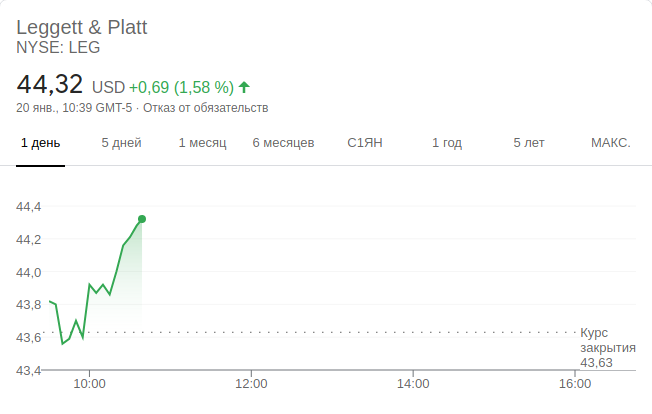 Leggett & Platt
NYSE: LEG
44,32 USD +0,69 (1,58 %)
20 янв., 10:39 GMT-5 · Отказ от обязательств
1 день 5 дней 1 месяц 6 месяцев С1ЯН 1 год 5 лет МАКС.
44,4
44,2
44,0
43,8
43,6
Курс
закрытия
43,63
43,4
10:00 12:00 14:00 16:00